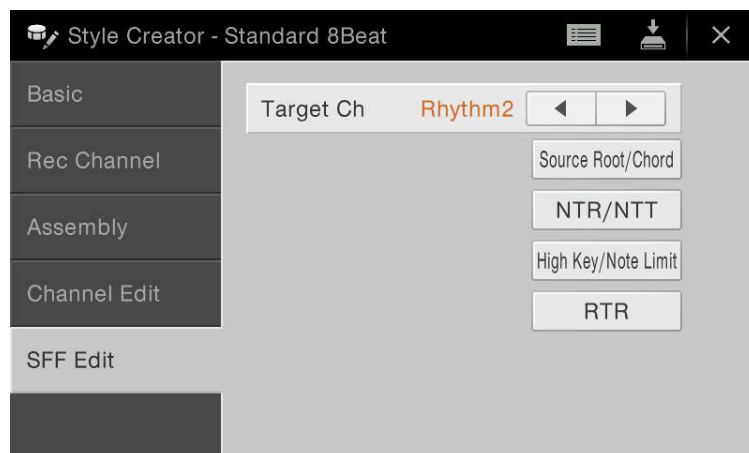 Style Creator - Standard 8Beat
Basic
Rec Channel
Assembly
Channel Edit
SFF Edit
Target Ch Rhythm2
Source Root/Chord
NTR/NTT
High Key/Note Limit
RTR